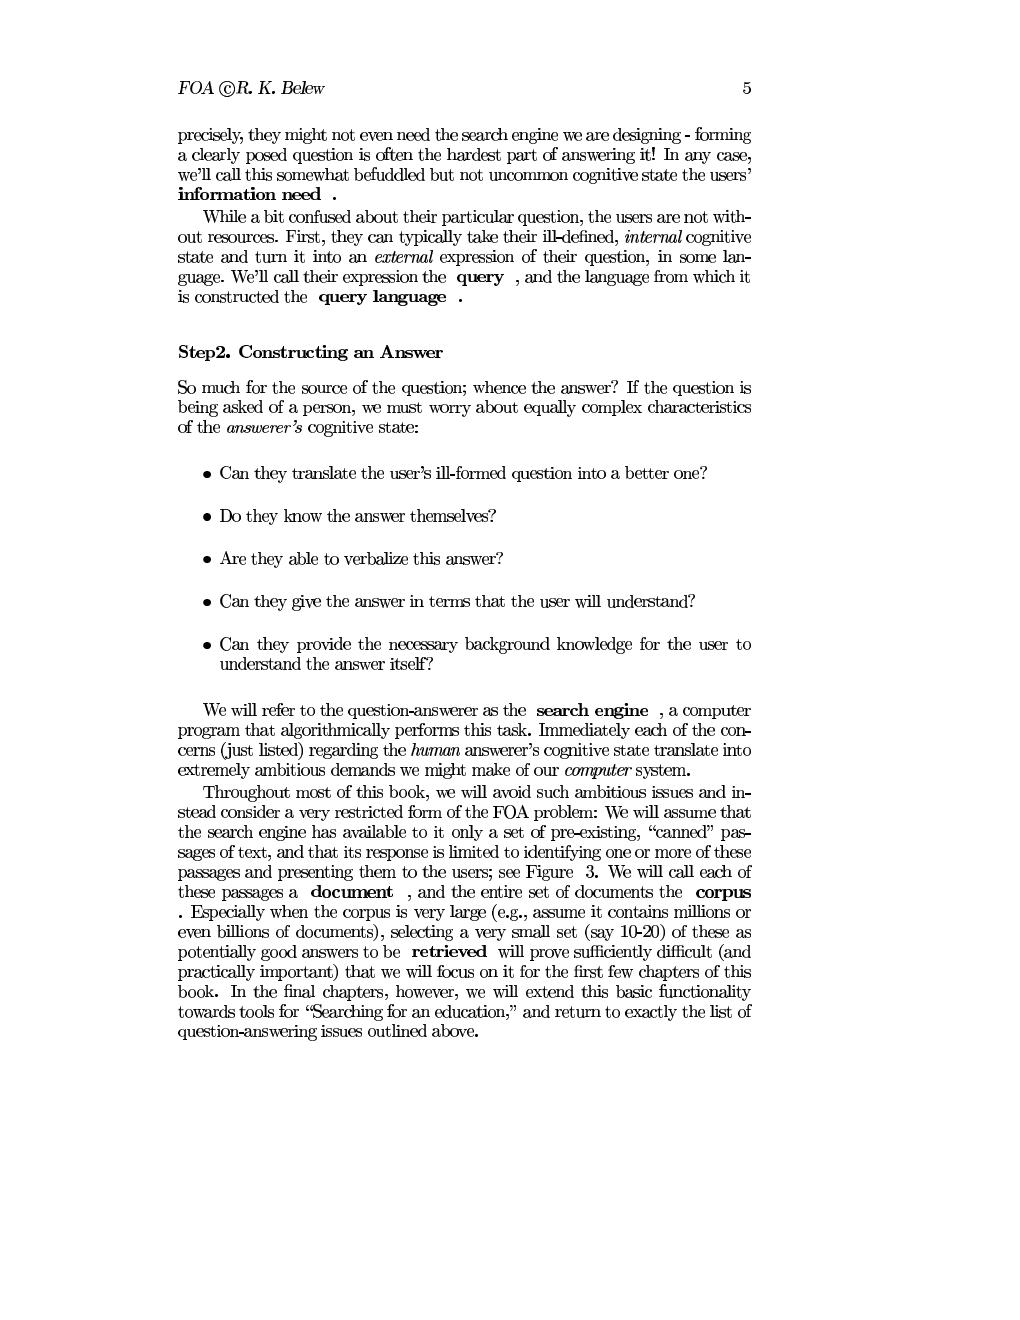 FOA ©R. K. Belew 5
precisely, they might not even need the search engine we are designing - forming
a clearly posed question is often the hardest part of answering it! In any case,
we'll call this somewhat befuddled but not uncommon cognitive state the users'
information need .
While a bit confused about their particular question, the users are not with-
out resources. First, they can typically take their ill-defined, internal cognitive
state and turn it into an external expression of their question, in some lan-
guage. We'll call their expression the query , and the language from which it
is constructed the query language .
Step2. Constructing an Answer
So much for the source of the question; whence the answer? If the question is
being asked of a person, we must worry about equally complex characteristics
of the answerer's cognitive state:
• Can they translate the user's ill-formed question into a better one?
• Do they know the answer themselves?
• Are they able to verbalize this answer?
• Can they give the answer in terms that the user will understand?
• Can they provide the necessary background knowledge for the user to
understand the answer itself?
We will refer to the question-answerer as the search engine , a computer
program that algorithmically performs this task. Immediately each of the con-
cerns (just listed) regarding the human answerer's cognitive state translate into
extremely ambitious demands we might make of our computer system.
Throughout most of this book, we will avoid such ambitious issues and in-
stead consider a very restricted form of the FOA problem: We will assume that
the search engine has available to it only a set of pre-existing, “canned” pas-
sages of text, and that its response is limited to identifying one or more of these
passages and presenting them to the users; see Figure 3. We will call each of
these passages a document , and the entire set of documents the corpus
. Especially when the corpus is very large (e.g., assume it contains millions or
even billions of documents), selecting a very small set (say 10-20) of these as
potentially good answers to be retrieved will prove sufficiently difficult (and
practically important) that we will focus on it for the first few chapters of this
book. In the final chapters, however, we will extend this basic functionality
towards tools for “Searching for an education,” and return to exactly the list of
question-answering issues outlined above.